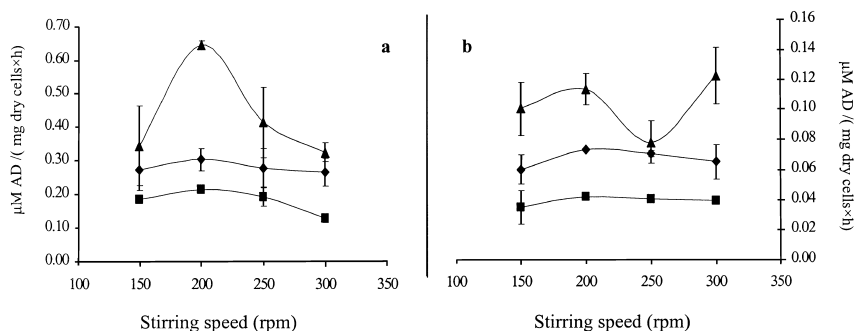 a
μM AD /( mg dry cells×h)
0.70
0.60
0.50
0.40
0.30
0.20
0.10
0.00
100 150 200 250 300 350
Stirring speed (rpm)
b
0.16
0.14
0.12
0.10
0.08
0.06
0.04
0.02
0.00
100 150 200 250 300 350
Stirring speed (rpm)
μM AD /( mg dry cells×h)